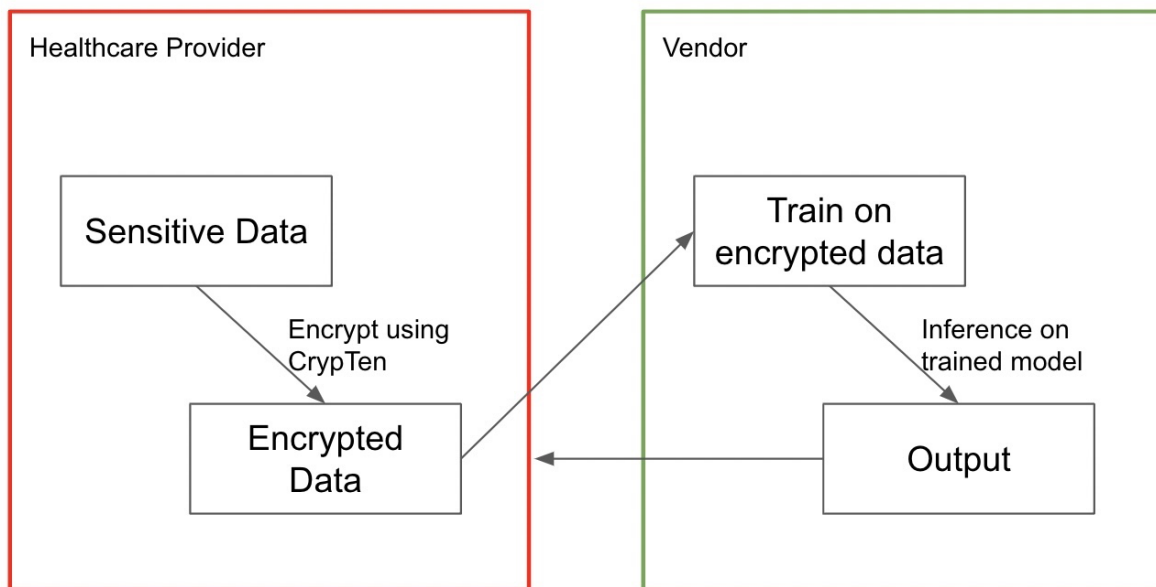 Healthcare Provider
Vendor
Sensitive Data
Train on
encrypted data
Encrypt using
CrypTen
Inference on
trained model
Encrypted
Data
Output